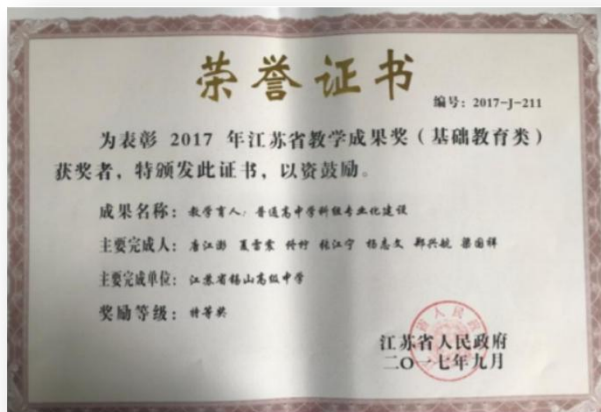 荣誉证书
编号：2017-J-211
为表彰 2017 年江苏省教学成果奖（基础教育类）
获奖者，特颁发此证书，以资鼓励。
成果名称：教学育人：普通高中学科组专业化建设
主要完成人：唐江澎 夏雷震 张江宁 杨志文 郑兴航 梁国祥
主要完成单位：江苏省锡山高级中学
奖励等级：特等奖
江苏省人民政府
二〇一七年九月